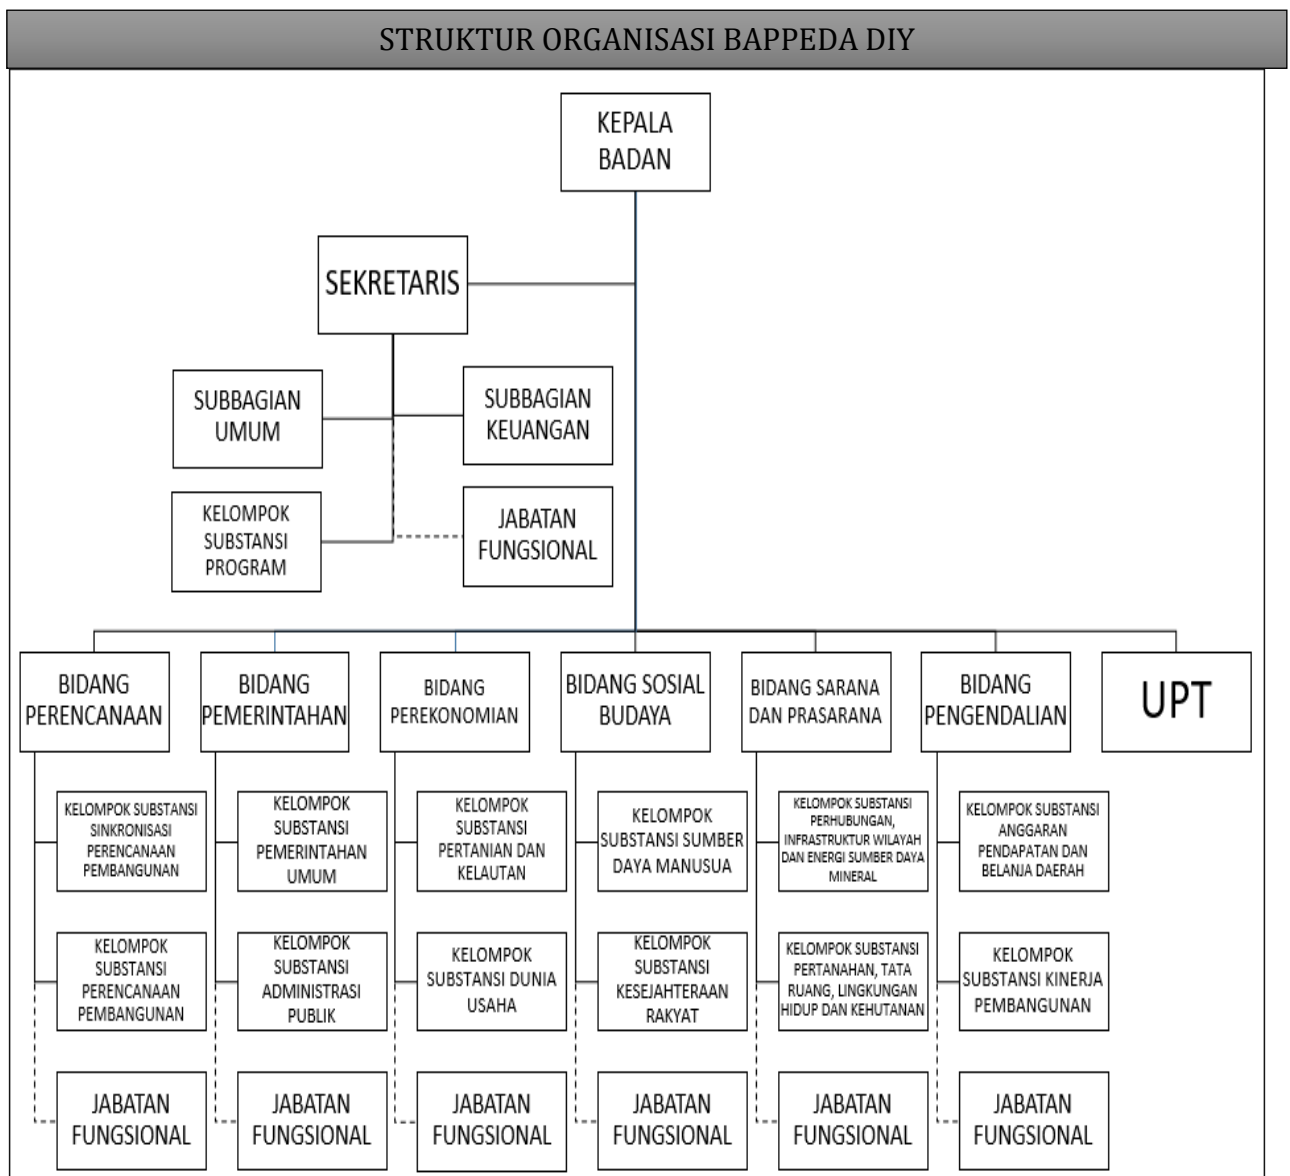 STRUKTUR ORGANISASI BAPPEDA DIY
KEPALA
BADAN
SEKRETARIS
SUBBAGIAN
UMUM
SUBBAGIAN
KEUANGAN
KELOMPOK
SUBSTANSI
PROGRAM
JABATAN
FUNGSIONAL
BIDANG
PERENCANAAN
BIDANG
PEMERINTAHAN
BIDANG
PEREKONOMIAN
BIDANG SOSIAL
BUDAYA
BIDANG SARANA
DAN PRASARANA
BIDANG
PENGENDALIAN
UPT
KELOMPOK SUBSTANSI
SINKRONISASI
PERENCANAAN
PEMBANGUNAN
KELOMPOK
SUBSTANSI
PEMERINTAHAN
UMUM
KELOMPOK
SUBSTANSI
PERTANIAN DAN
KELAUTAN
KELOMPOK
SUBSTANSI SUMBER
DAYA MANUSUA
KELOMPOK SUBSTANSI
PERHUBUNGAN,
INFRASTRUKTUR WILAYAH
DAN ENERGI SUMBER DAYA
MINERAL
KELOMPOK SUBSTANSI
ANGGARAN
PENDAPATAN DAN
BELANJA DAERAH
KELOMPOK
SUBSTANSI
PERENCANAAN
PEMBANGUNAN
KELOMPOK
SUBSTANSI
ADMINISTRASI
PUBLIK
KELOMPOK
SUBSTANSI DUNIA
USAHA
KELOMPOK
SUBSTANSI
KESEJAHTERAAN
RAKYAT
KELOMPOK SUBSTANSI
PERTANAHAN, TATA
RUANG, LINGKUNGAN
HIDUP DAN KEHUTANAN
KELOMPOK
SUBSTANSI KINERJA
PEMBANGUNAN
JABATAN
FUNGSIONAL
JABATAN
FUNGSIONAL
JABATAN
FUNGSIONAL
JABATAN
FUNGSIONAL
JABATAN
FUNGSIONAL
JABATAN
FUNGSIONAL